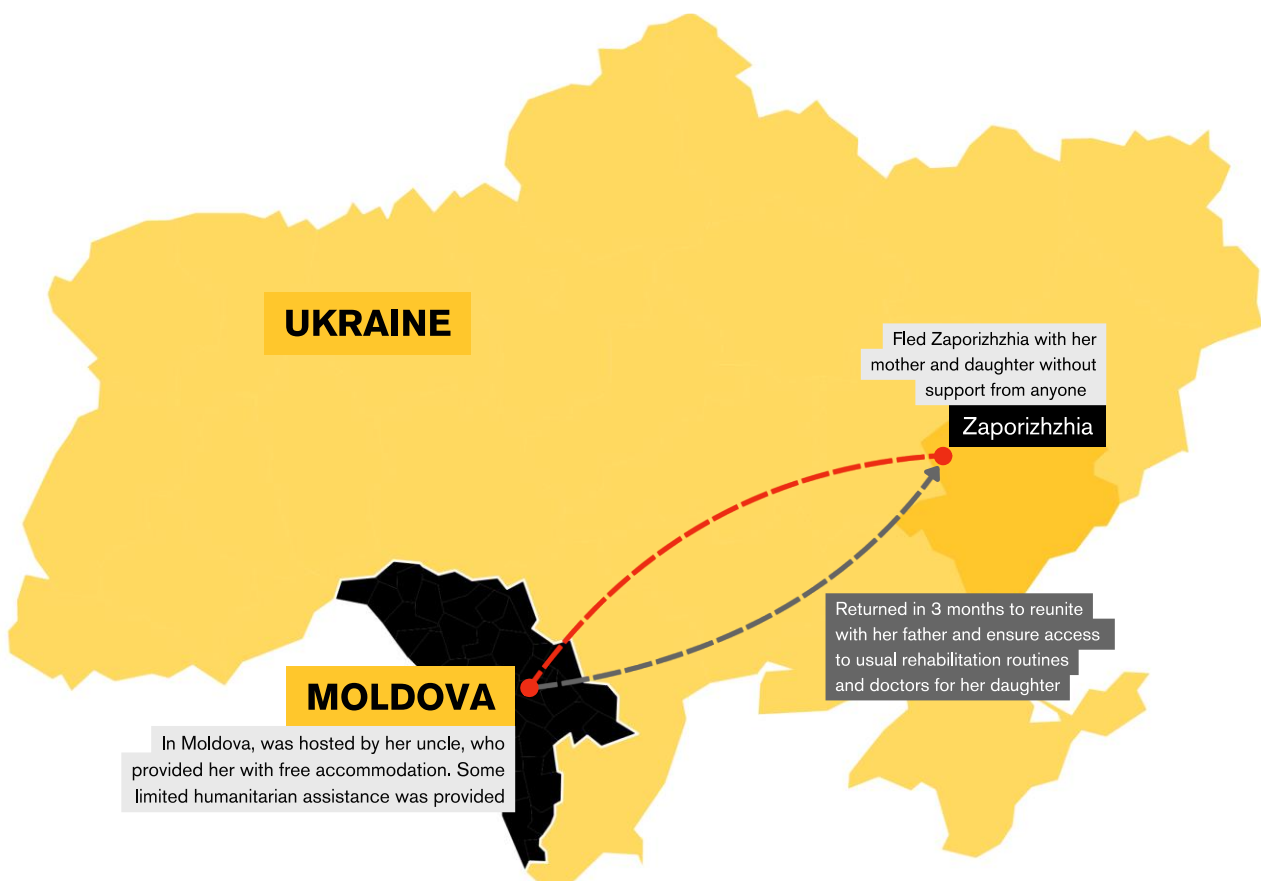 UKRAINE
Fled Zaporizhzhia with her
mother and daughter without
support from anyone
Zaporizhzhia
Returned in 3 months to reunite
with her father and ensure access
to usual rehabilitation routines
and doctors for her daughter
MOLDOVA
In Moldova, was hosted by her uncle, who
provided her with free accommodation. Some
limited humanitarian assistance was provided